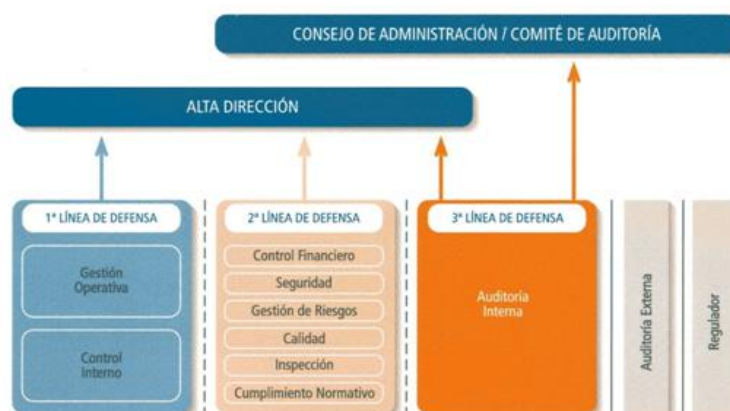 CONSEJO DE ADMINISTRACIÓN / COMITÉ DE AUDITORÍA
ALTA DIRECCIÓN
1ª LÍNEA DE DEFENSA
Gestión
Operativa
Control
Interno
2ª LÍNEA DE DEFENSA
Control Financiero
Seguridad
Gestión de Riesgos
Calidad
Inspección
Cumplimiento Normativo
3ª LÍNEA DE DEFENSA
Auditoría
Interna
Auditoría Externa
Regulador